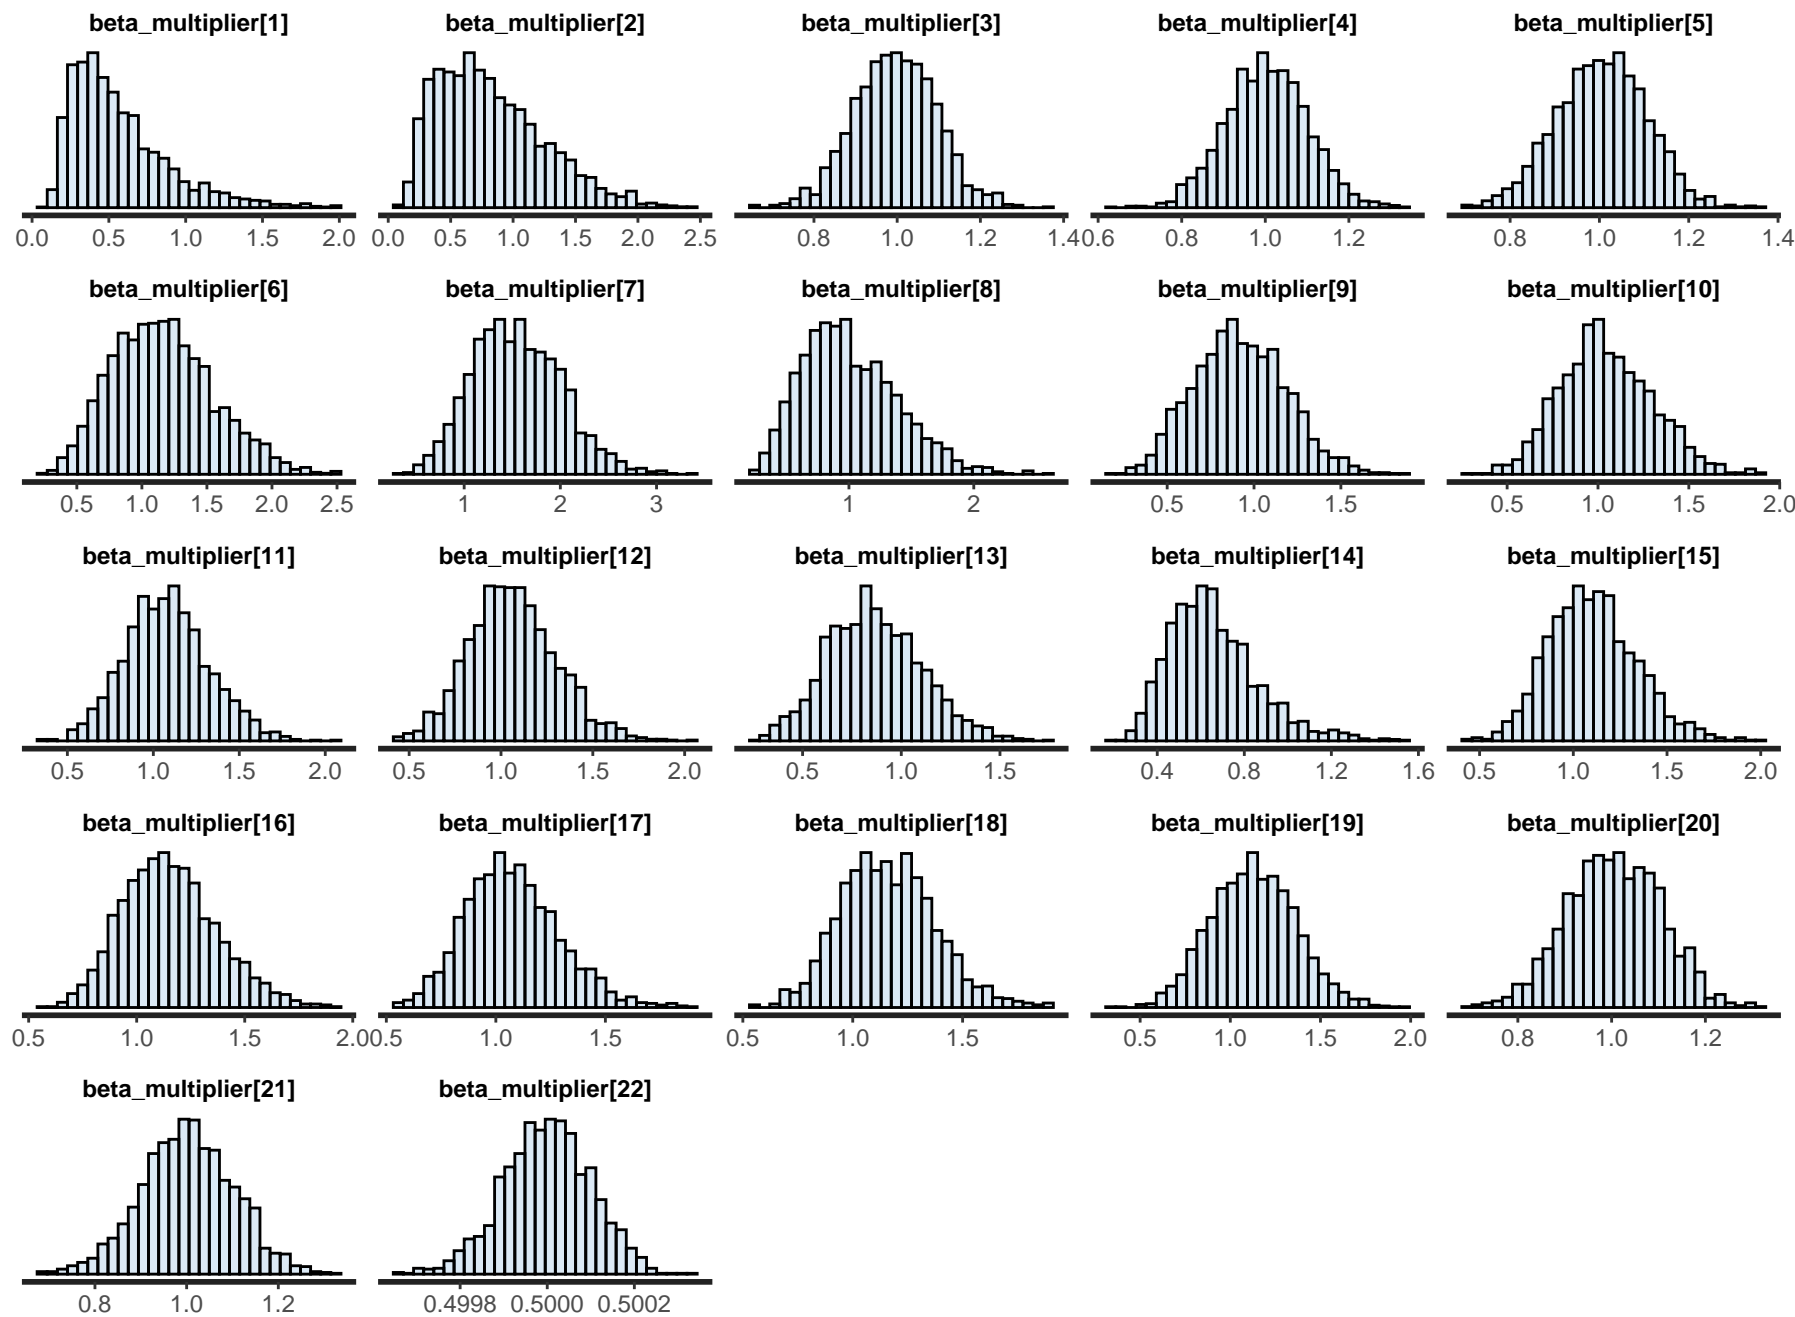 beta_multiplier[1] beta_multiplier[2] beta_multiplier[3] beta_multiplier[4] beta_multiplier[5]
0.0 0.5 1.0 1.5 2.0 0.0 0.5 1.0 1.5 2.0 2.5 0.8 1.0 1.2 1.4 0.6 0.8 1.0 1.2 0.8 1.0 1.2 1.4
beta_multiplier[6] beta_multiplier[7] beta_multiplier[8] beta_multiplier[9] beta_multiplier[10]
0.5 1.0 1.5 2.0 2.5 1 2 3 1 2 0.5 1.0 1.5 0.5 1.0 1.5 2.0
beta_multiplier[11] beta_multiplier[12] beta_multiplier[13] beta_multiplier[14] beta_multiplier[15]
0.5 1.0 1.5 2.0 0.5 1.0 1.5 2.0 0.5 1.0 1.5 0.4 0.8 1.2 1.6 0.5 1.0 1.5 2.0
beta_multiplier[16] beta_multiplier[17] beta_multiplier[18] beta_multiplier[19] beta_multiplier[20]
0.5 1.0 1.5 2.0 0.5 1.0 1.5 0.5 1.0 1.5 0.5 1.0 1.5 2.0 0.8 1.0 1.2
beta_multiplier[21] beta_multiplier[22]
0.8 1.0 1.2 0.4998 0.5000 0.5002